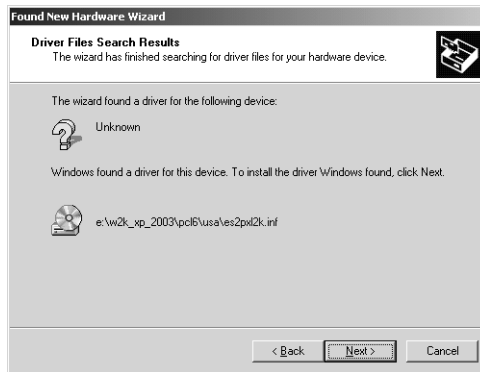 Found New Hardware Wizard
Driver Files Search Results
The wizard has finished searching for driver files for your hardware device.
The wizard found a driver for the following device:
Unknown
Windows found a driver for this device. To install the driver Windows found, click Next.
e:\w2k_xp_2003\pcl6\usa\es2pxl2k.inf
< Back Next > Cancel